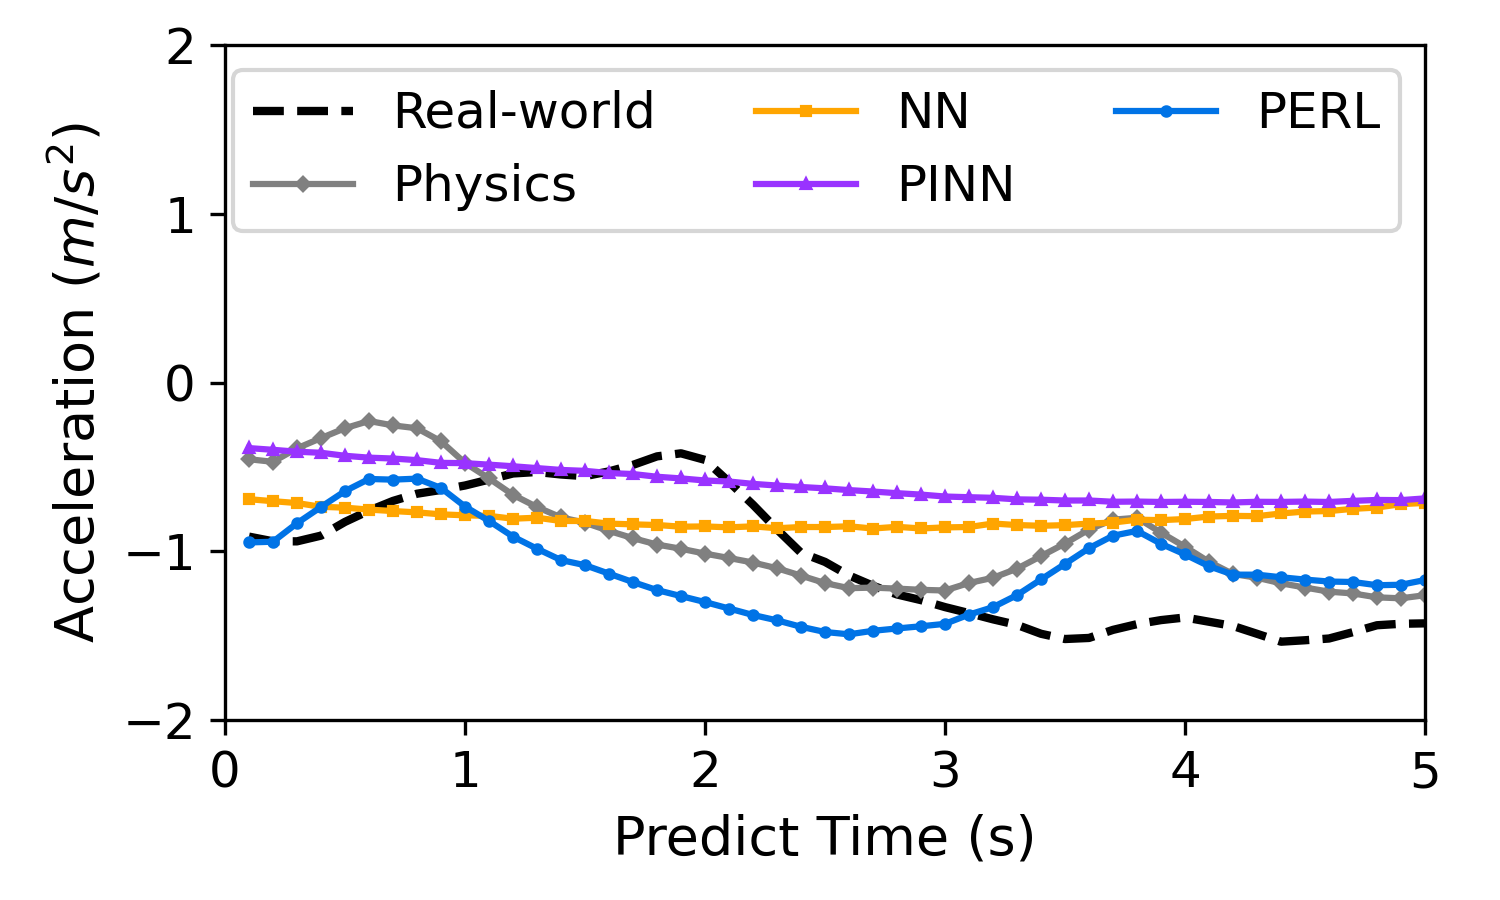 2
1
0
−1
−2
Acceleration (m/s²)
Real-world
Physics
NN
PINN
PERL
0 1 2 3 4 5
Predict Time (s)